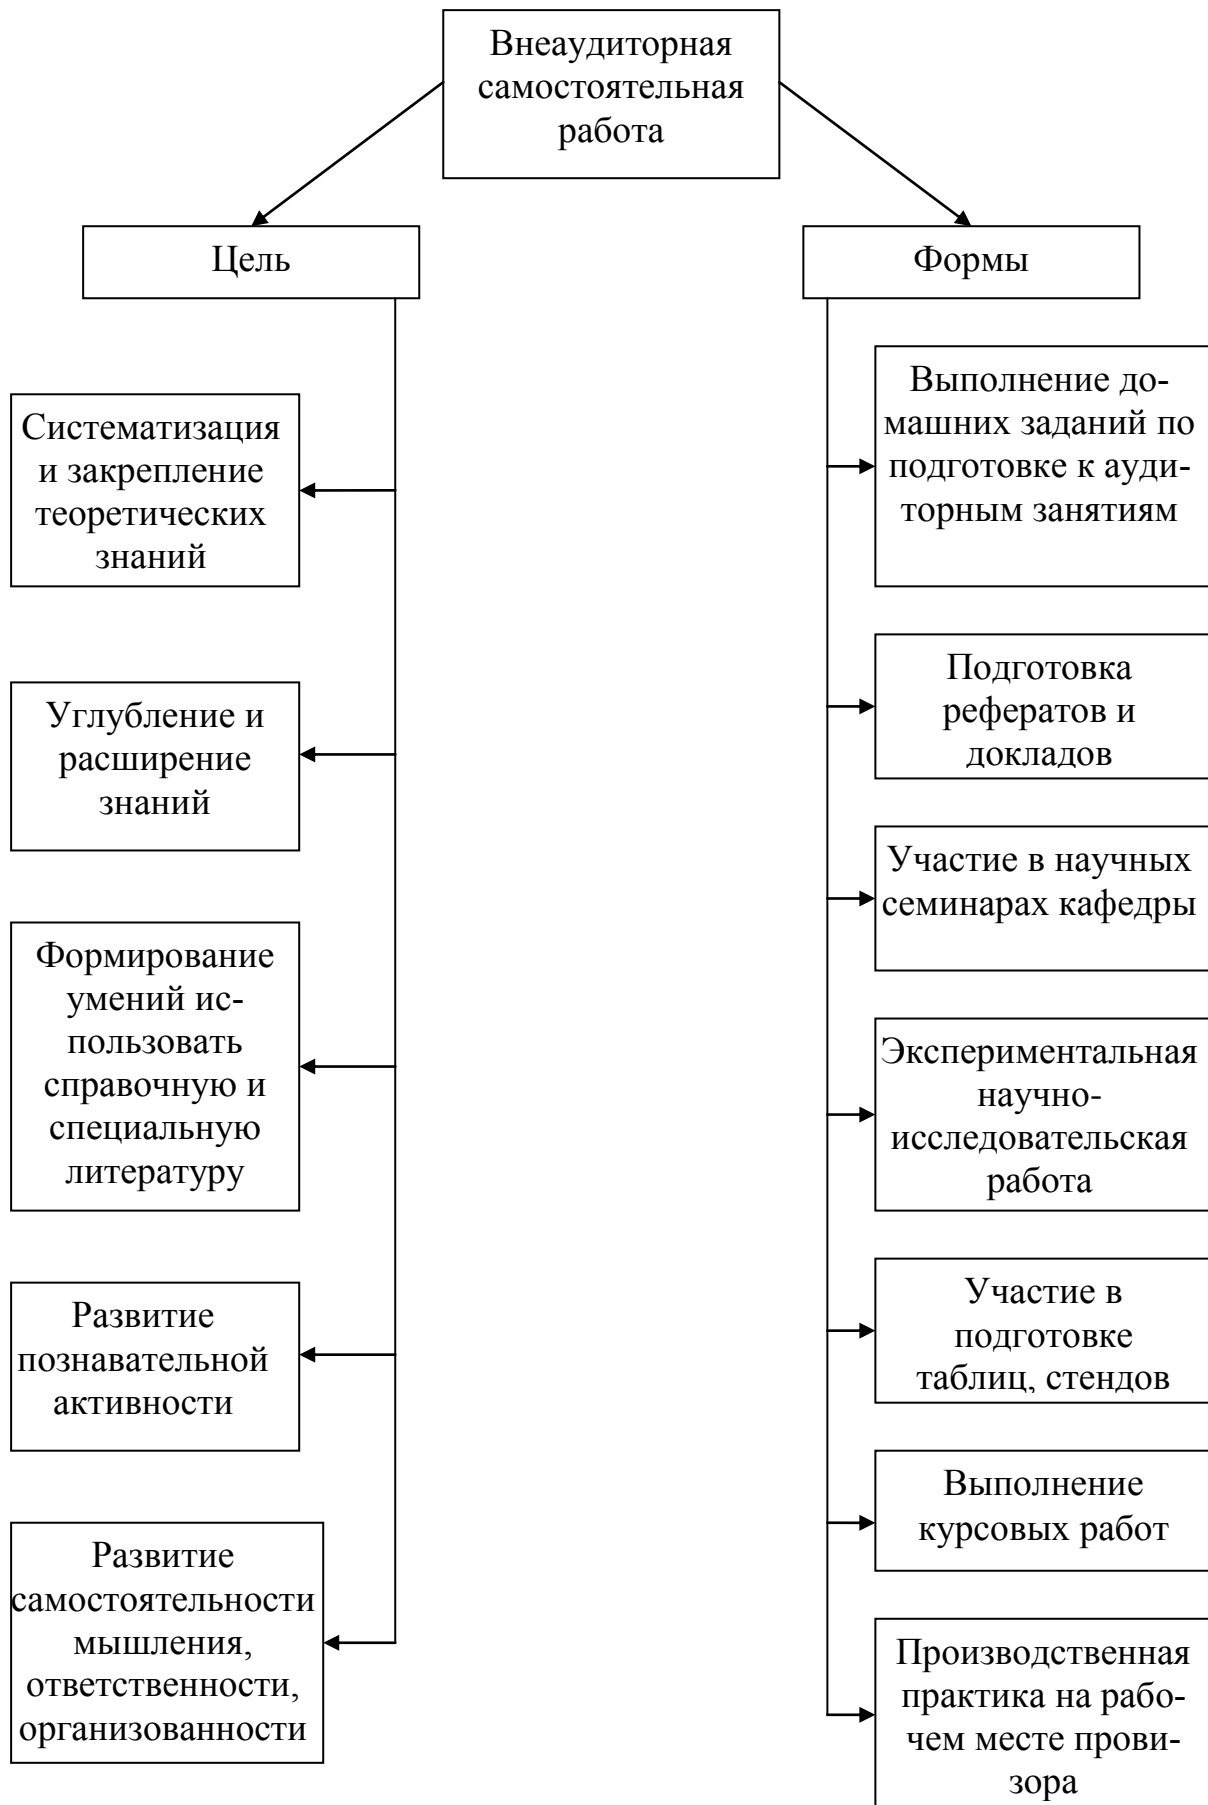 Внеаудиторная
самостоятельная
работа
Цель
Систематизация
и закрепление
теоретических
знаний
Углубление и
расширение
знаний
Формирование
умений ис-
пользовать
справочную и
специальную
литературу
Развитие
познавательной
активности
Развитие
самостоятельности
мышления,
ответственности,
организованности
Формы
Выполнение до-
машних заданий по
подготовке к ауди-
торным занятиям
Подготовка
рефератов и
докладов
Участие в научных
семинарах кафедры
Экспериментальная
научно-
исследовательская
работа
Участие в
подготовке
таблиц, стендов
Выполнение
курсовых работ
Производственная
практика на рабо-
чем месте прови-
зора